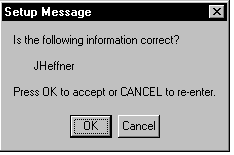 Setup Message
Is the following information correct?
JHeffner
Press OK to accept or CANCEL to re-enter.
OK Cancel